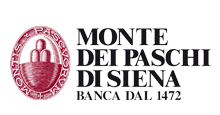 MONTE
DEI PASCHI
DI SIENA
BANCA DAL 1472